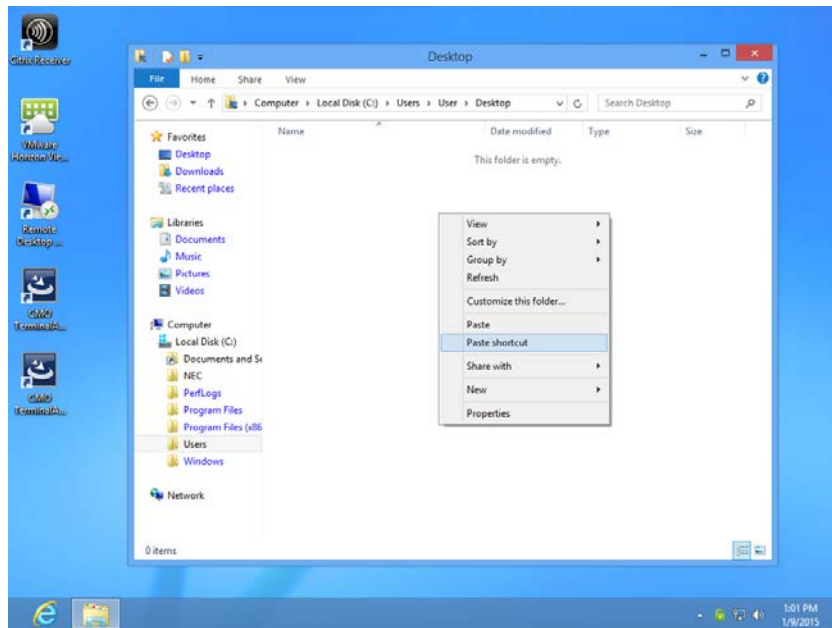 Citrix Receiver
VMware
Horizon Vie...
Remote
Desktop ...
Desktop
File Home Share View
Computer Local Disk (C:) Users User Desktop
Search Desktop
Name Date modified Type Size
This folder is empty.
Favorites
Desktop
Downloads
Recent places
Libraries
Documents
Music
Pictures
Videos
Computer
Local Disk (C:)
Documents and Se
NEC
PerfLogs
Program Files
Program Files (x86
Users
Windows
Network
View
Sort by
Group by
Refresh
Customize this folder...
Paste
Paste shortcut
Share with
New
Properties
0 items
1:01 PM
1/9/2015